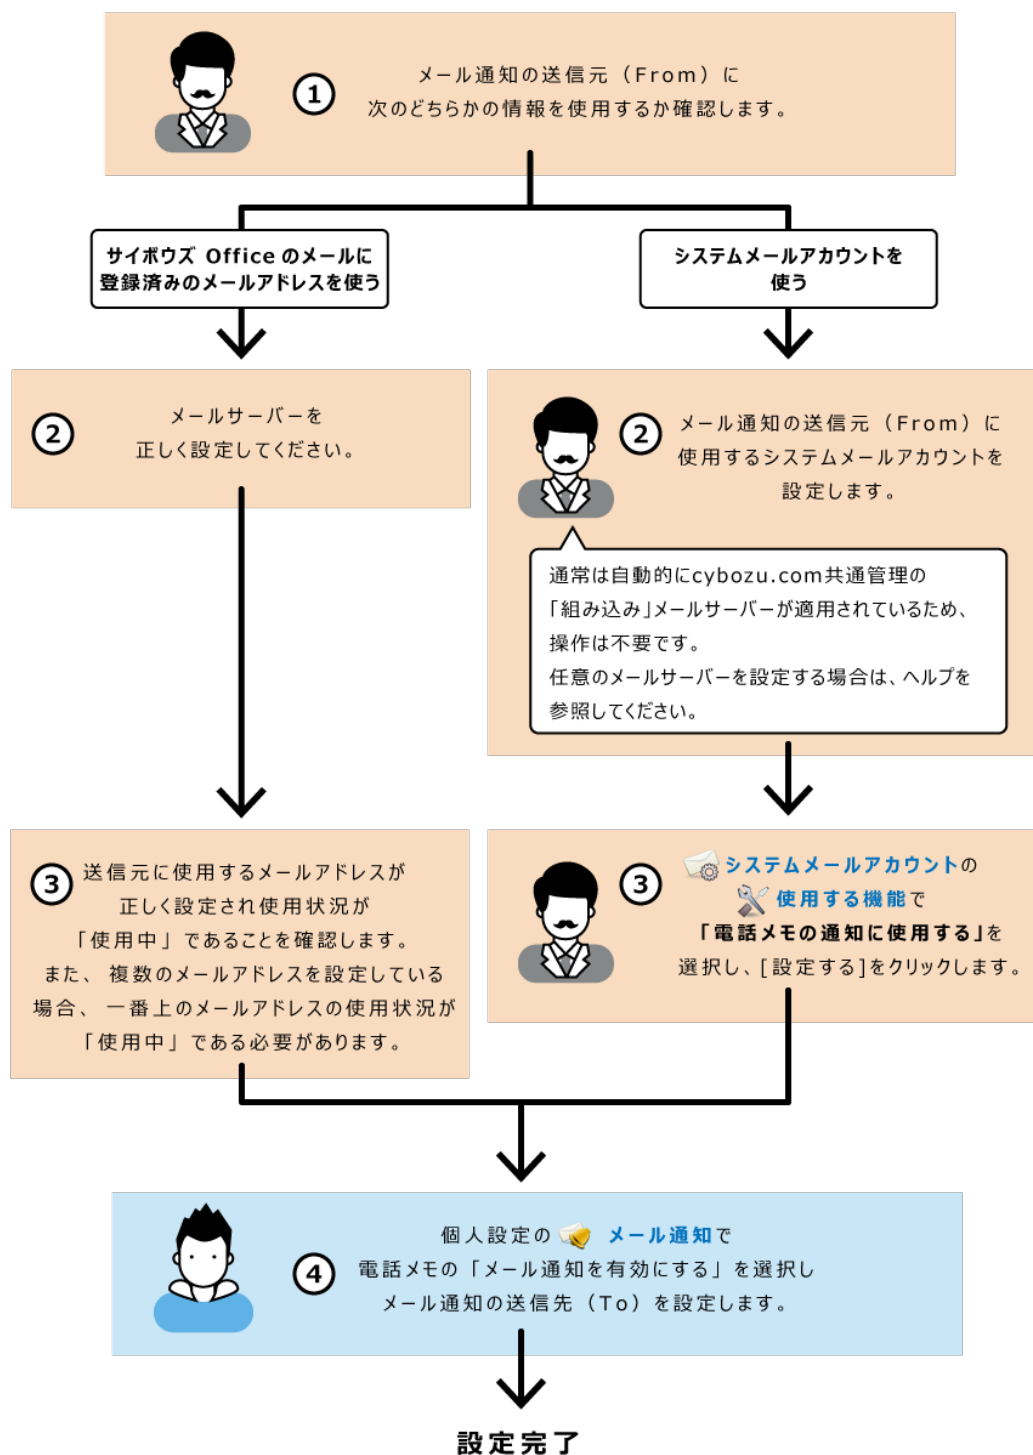 ①
メール通知の送信元（From）に
次のどちらかの情報を使用するか確認します。
サイボウズ Office のメールに
登録済みのメールアドレスを使う
システムメールアカウントを
使う
②
メールサーバーを
正しく設定してください。
②
メール通知の送信元（From）に
使用するシステムメールアカウントを
設定します。
通常は自動的にcybozu.com共通管理の
「組み込み」メールサーバーが適用されているため、
操作は不要です。
任意のメールサーバーを設定する場合は、ヘルプを
参照してください。
③
送信元に使用するメールアドレスが
正しく設定され使用状況が
「使用中」であることを確認します。
また、複数のメールアドレスを設定している
場合、一番上のメールアドレスの使用状況が
「使用中」である必要があります。
③
システムメールアカウントの
使用する機能で
「電話メモの通知に使用する」を
選択し、[設定する]をクリックします。
④
個人設定の メール通知で
電話メモの「メール通知を有効にする」を選択し
メール通知の送信先（To）を設定します。
設定完了